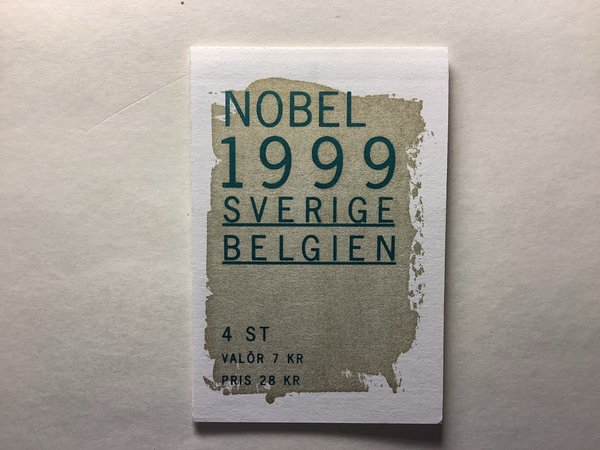 NOBEL
1999
SVERIGE
BELGIEN
4 ST
VALÖR 7 KR
PRIS 28 KR